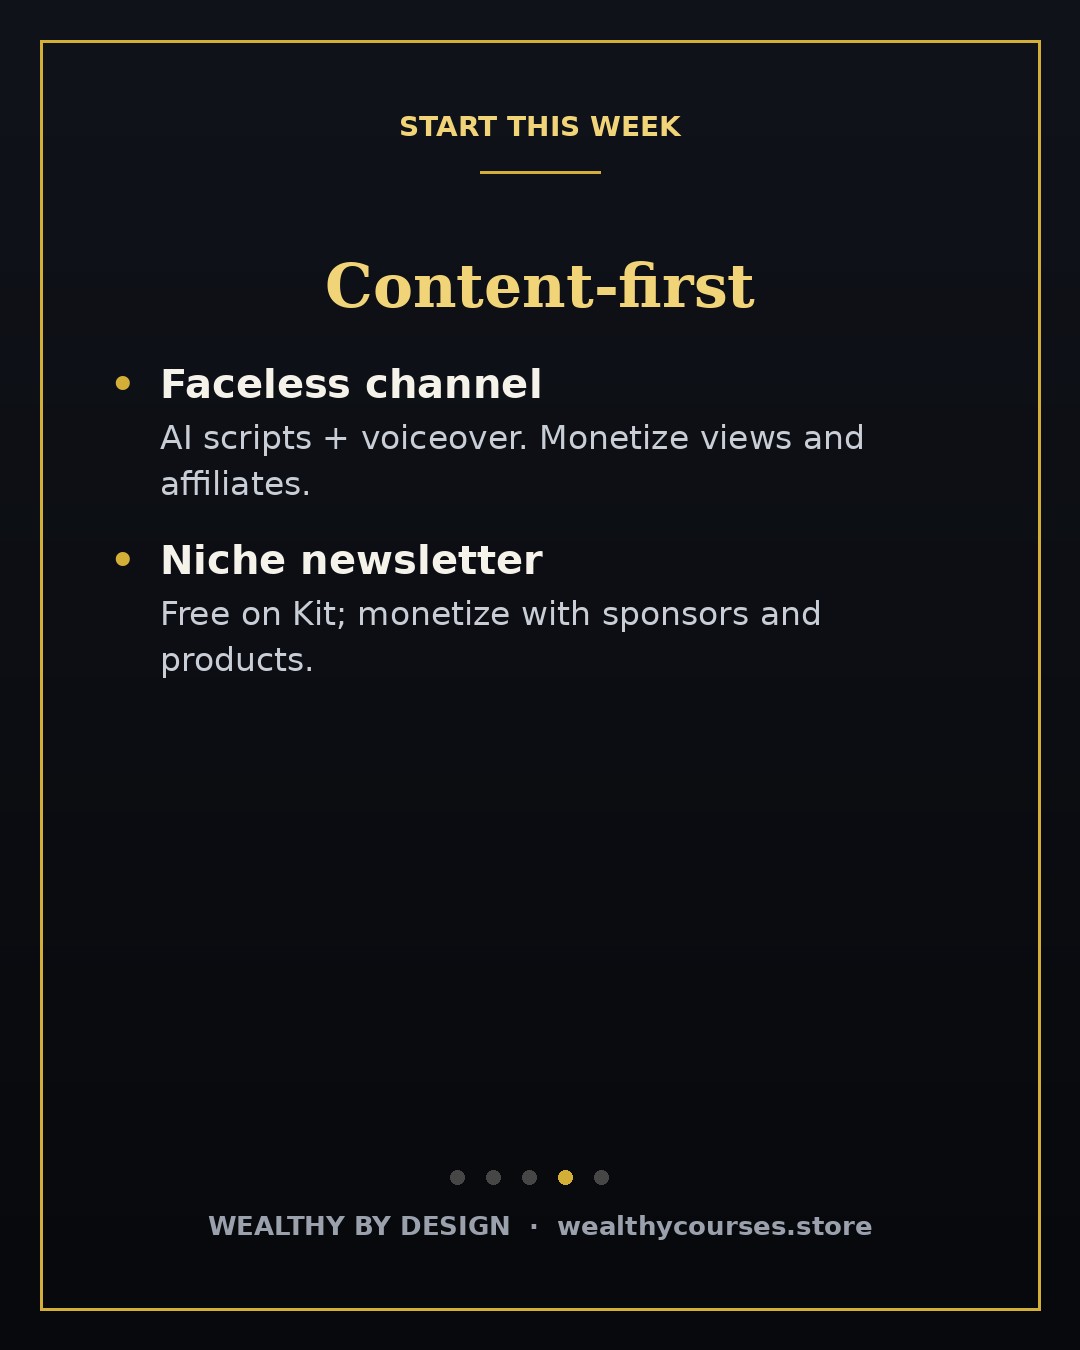 START THIS WEEK
Content-first
• Faceless channel
AI scripts + voiceover. Monetize views and
affiliates.
• Niche newsletter
Free on Kit; monetize with sponsors and
products.
WEALTHY BY DESIGN · wealthycourses.store